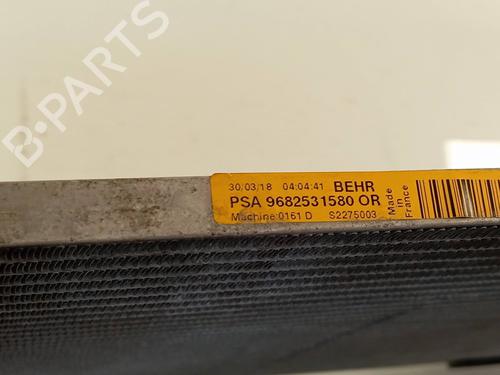 B-PARTS
30/03/18 04:04:41 BEHR
PSA 9682531580 OR
Machine:0161 D S2275003
Made in
France